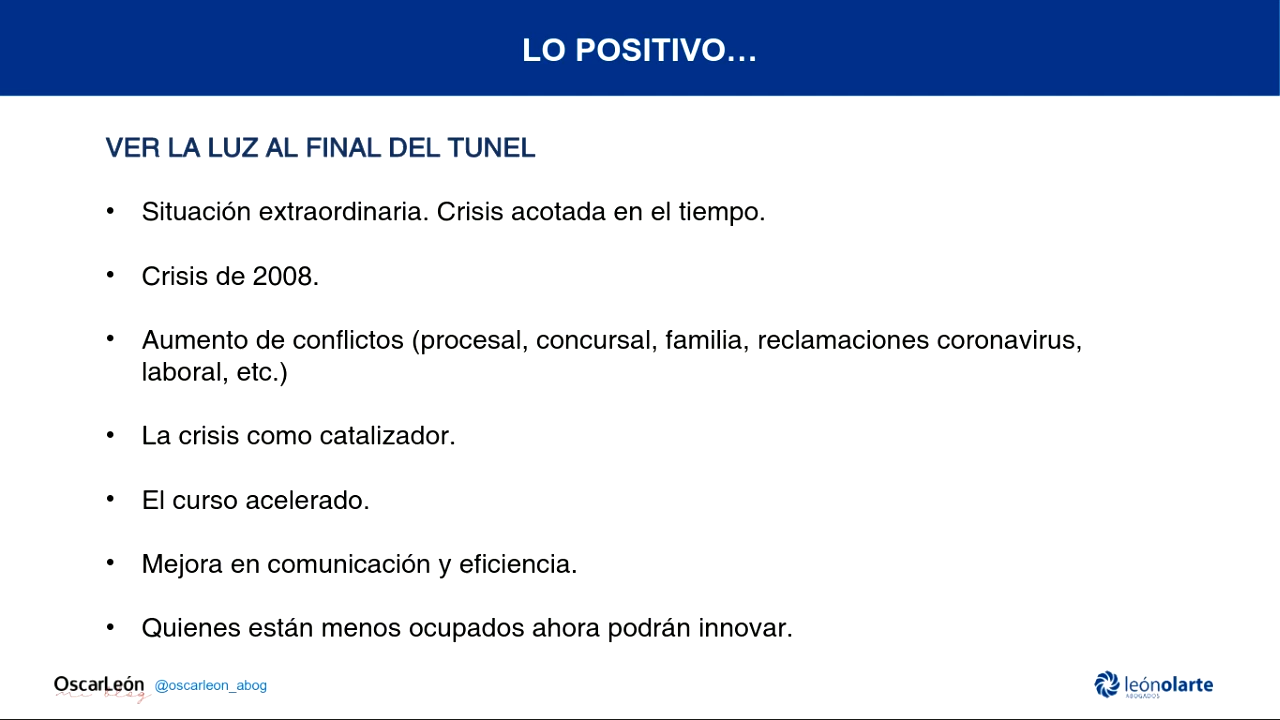 LO POSITIVO…
VER LA LUZ AL FINAL DEL TUNEL
• Situación extraordinaria. Crisis acotada en el tiempo.
• Crisis de 2008.
• Aumento de conflictos (procesal, concursal, familia, reclamaciones coronavirus,
laboral, etc.)
• La crisis como catalizador.
• El curso acelerado.
• Mejora en comunicación y eficiencia.
• Quienes están menos ocupados ahora podrán innovar.
OscarLeón
mi blog
@oscarleon_abog
leónolarte
ABOGADOS